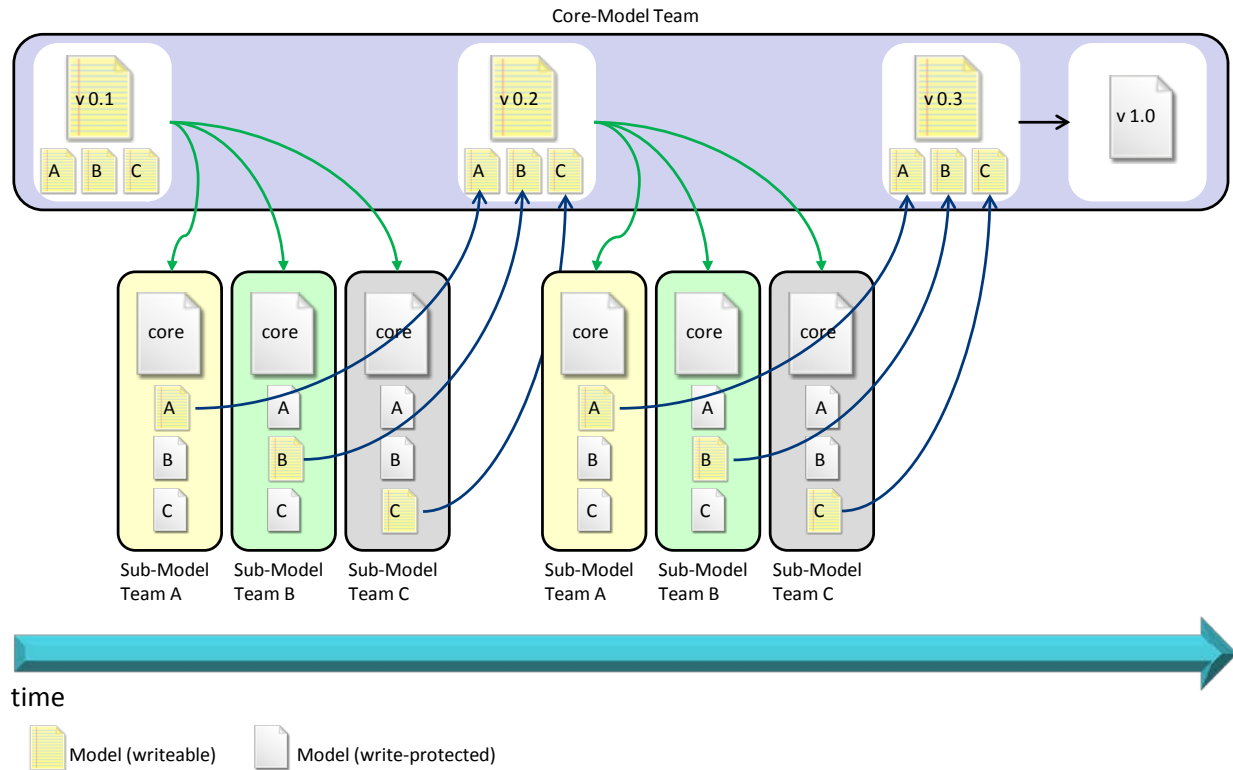 Core-Model Team
v 0.1
v 0.2
v 0.3
v 1.0
A B C
A B C
A B C
core
core
core
core
core
core
A
A
A
A
A
A
B
B
B
B
B
B
C
C
C
C
C
C
Sub-Model
Team A
Sub-Model
Team B
Sub-Model
Team C
Sub-Model
Team A
Sub-Model
Team B
Sub-Model
Team C
time
Model (writeable)
Model (write-protected)